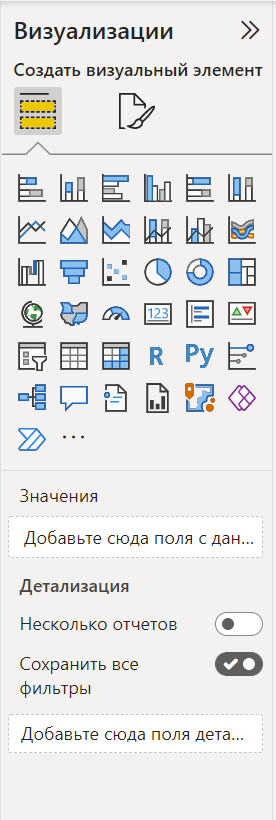 Визуализации
Создать визуальный элемент
123
R Py
Значения
Добавьте сюда поля с дан...
Детализация
Несколько отчетов
Сохранить все
фильтры
Добавьте сюда поля дета...